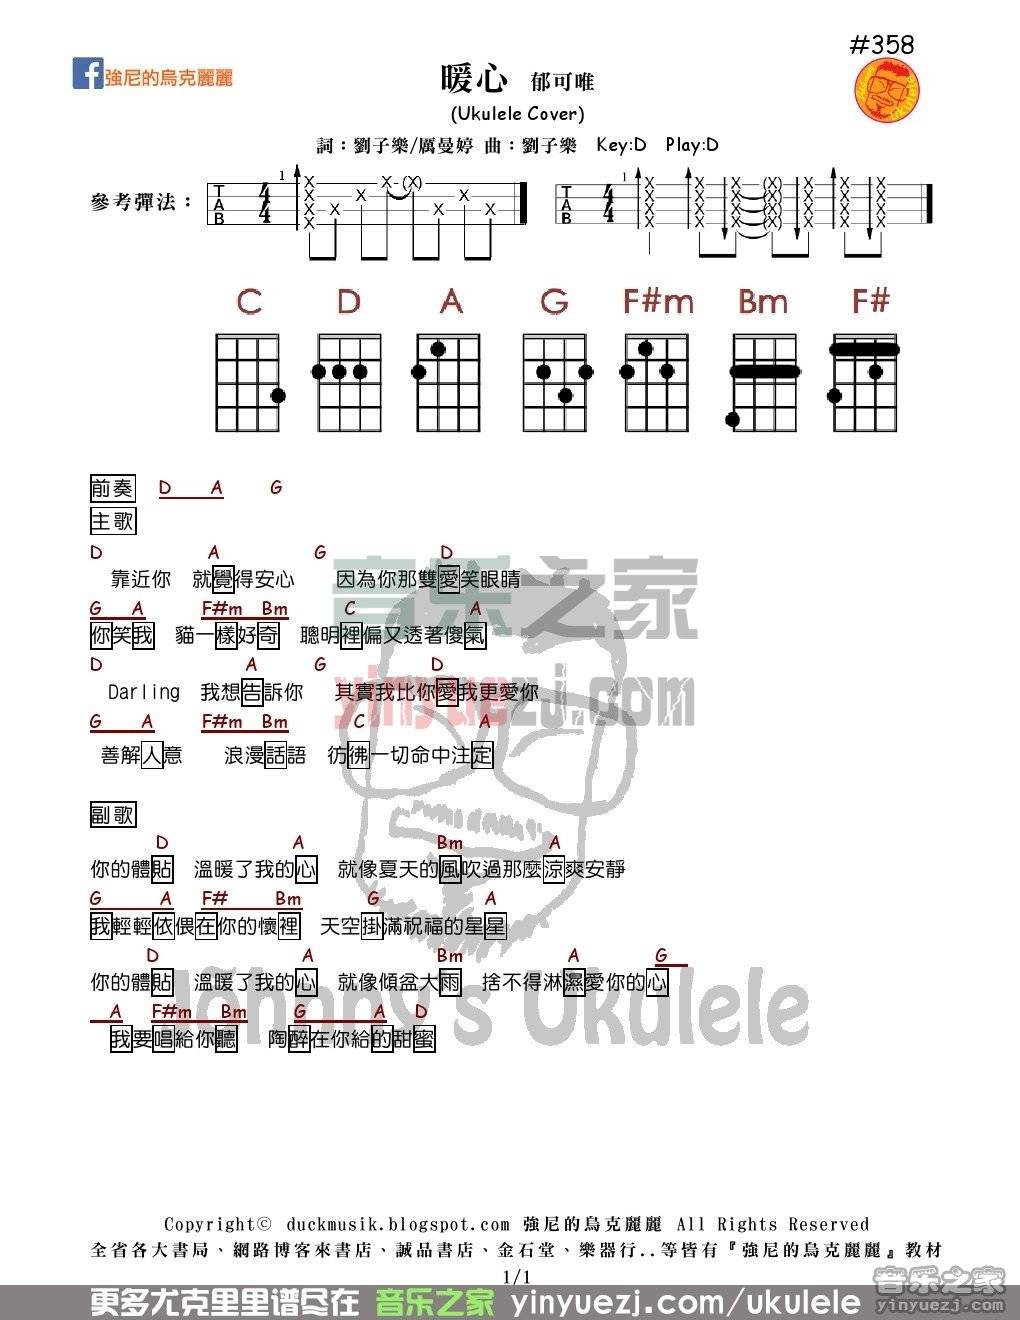 #358
強尼的烏克麗麗
暖心 郁可唯
(Ukulele Cover)
詞：劉子樂/厲曼婷 曲：劉子樂 Key:D Play:D
參考彈法：
1 T A B 4 4 X X X X X X X (X) X X X
1 T A B 4 4
C D A G F#m Bm F#
前奏 D A G
主歌
D A G D
靠近你 就覺得安心 因為你那雙愛笑眼睛
G A F#m Bm C A
你笑我 貓一樣好奇 聰明裡偏又透著傻氣
D A G D
Darling 我想告訴你 其實我比你愛我更愛你
G A F#m Bm C A
善解人意 浪漫話語 彷彿一切命中注定
副歌
D A Bm A
你的體貼 溫暖了我的心 就像夏天的風吹過那麼涼爽安靜
G A F# Bm G A
我輕輕依偎在你的懷裡 天空掛滿祝福的星星
D A Bm A G
你的體貼 溫暖了我的心 就像傾盆大雨 捨不得淋濕愛你的心
A F#m Bm G A D
我要唱給你聽 陶醉在你給的甜蜜
音乐之家
yinyuezj.com
Johnny's Ukulele
Copyright© duckmusik.blogspot.com 強尼的烏克麗麗 All Rights Reserved
全省各大書局、網路博客來書店、誠品書店、金石堂、樂器行..等皆有『強尼的烏克麗麗』教材
1/1
更多尤克里里谱尽在 音乐之家 yinyuezj.com/ukulele
音乐之家
yinyuezj.com